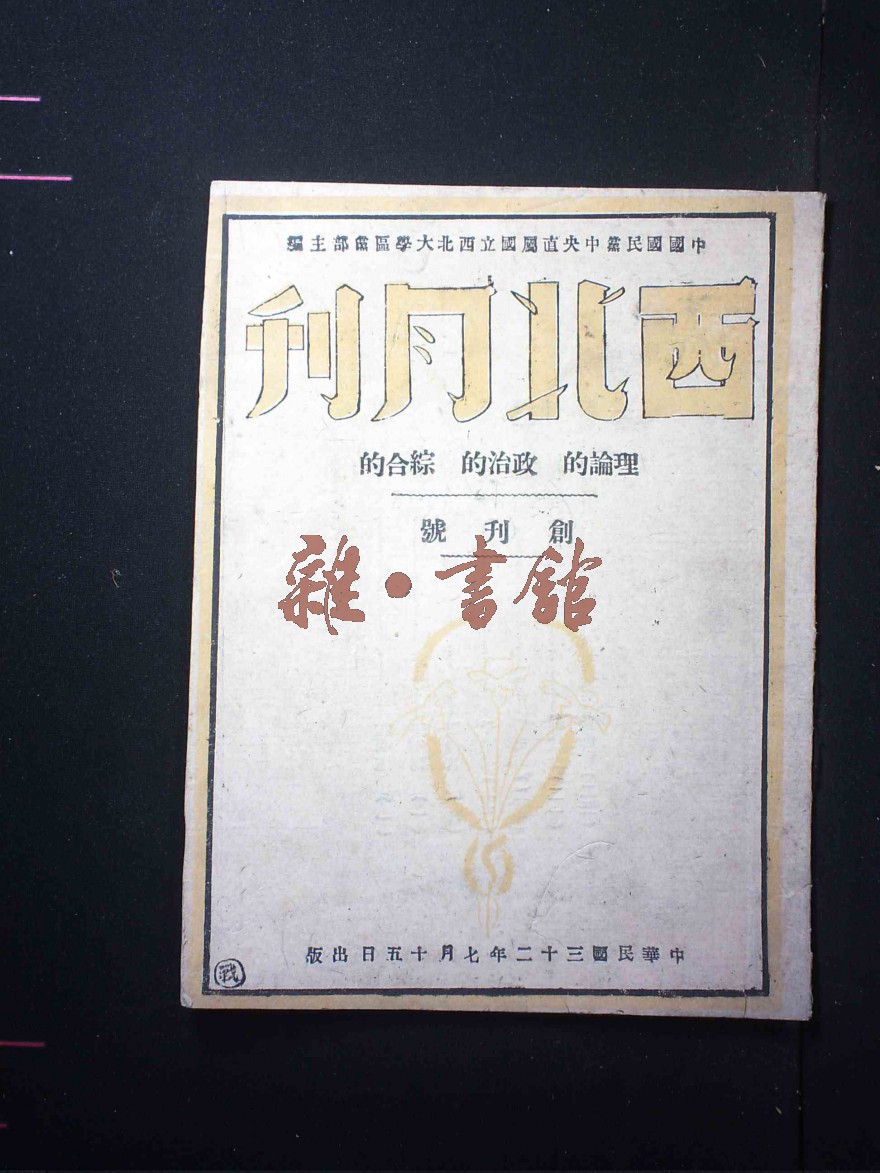 中國國民黨中央直屬國立西北大學區黨部主編
西北月刊
理論的 政治的 綜合的
創刊號
雜·書館
中華民國三十二年七月十五日出版
戰